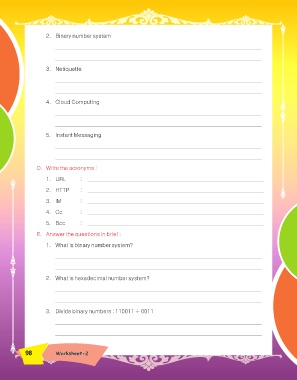 2. Binary number system
3. Netiquette
4. Cloud Computing
5. Instant Messaging
D. Write the acronyms :
1. URL :
2. HTTP :
3. IM :
4. Cc :
5. Bcc :
E. Answer the questions in brief :
1. What is binary number system?
2. What is hexadecimal number system?
3. Divide binary numbers : 110011 ÷ 0011
98 Worksheet-2